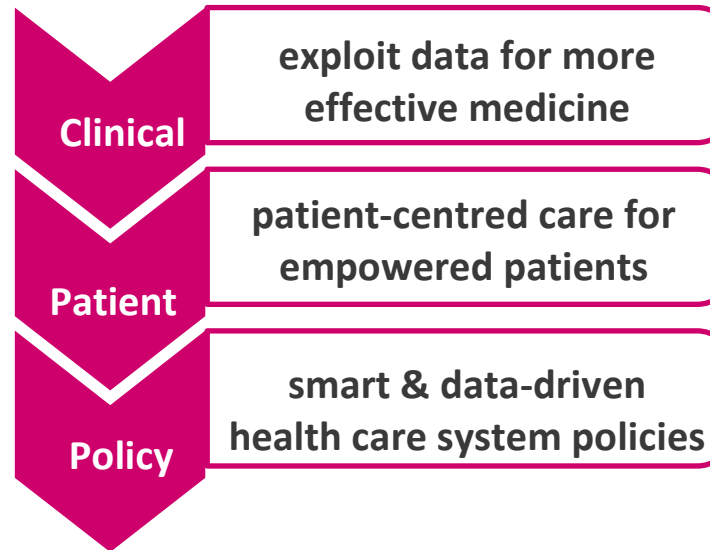 Clinical
exploit data for more
effective medicine
Patient
patient-centred care for
empowered patients
Policy
smart & data-driven
health care system policies